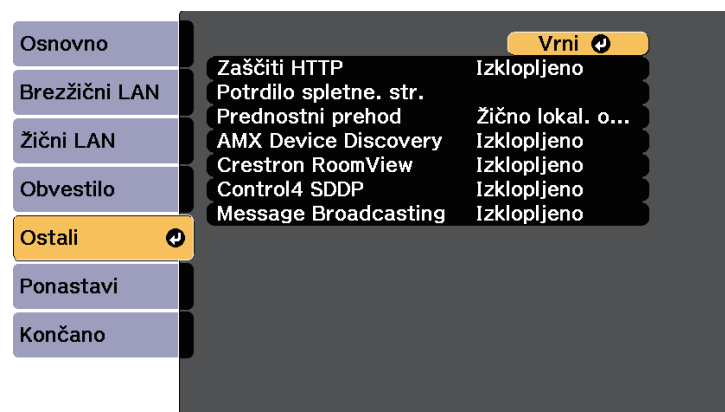 Osnovno
Brezžični LAN
Žični LAN
Obvestilo
Ostali
Ponastavi
Končano
Vrni
Zaščiti HTTP Izklopljeno
Potrdilo spletne. str.
Prednostni prehod Žično lokal. o...
AMX Device Discovery Izklopljeno
Crestron RoomView Izklopljeno
Control4 SDDP Izklopljeno
Message Broadcasting Izklopljeno